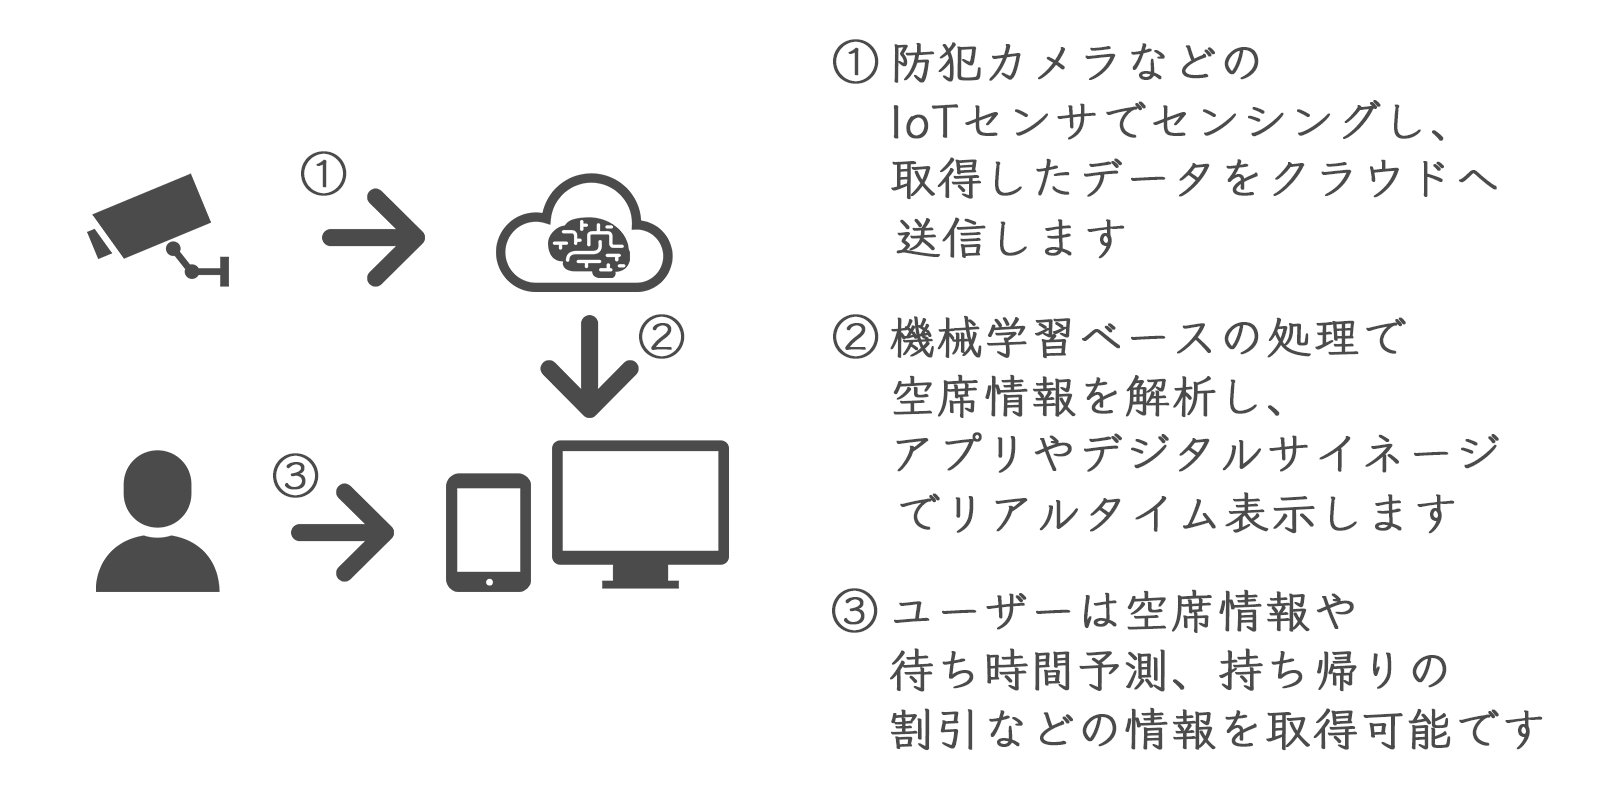 ①
②
③
① 防犯カメラなどの
IoTセンサでセンシングし、
取得したデータをクラウドへ
送信します
② 機械学習ベースの処理で
空席情報を解析し、
アプリやデジタルサイネージ
でリアルタイム表示します
③ ユーザーは空席情報や
待ち時間予測、持ち帰りの
割引などの情報を取得可能です